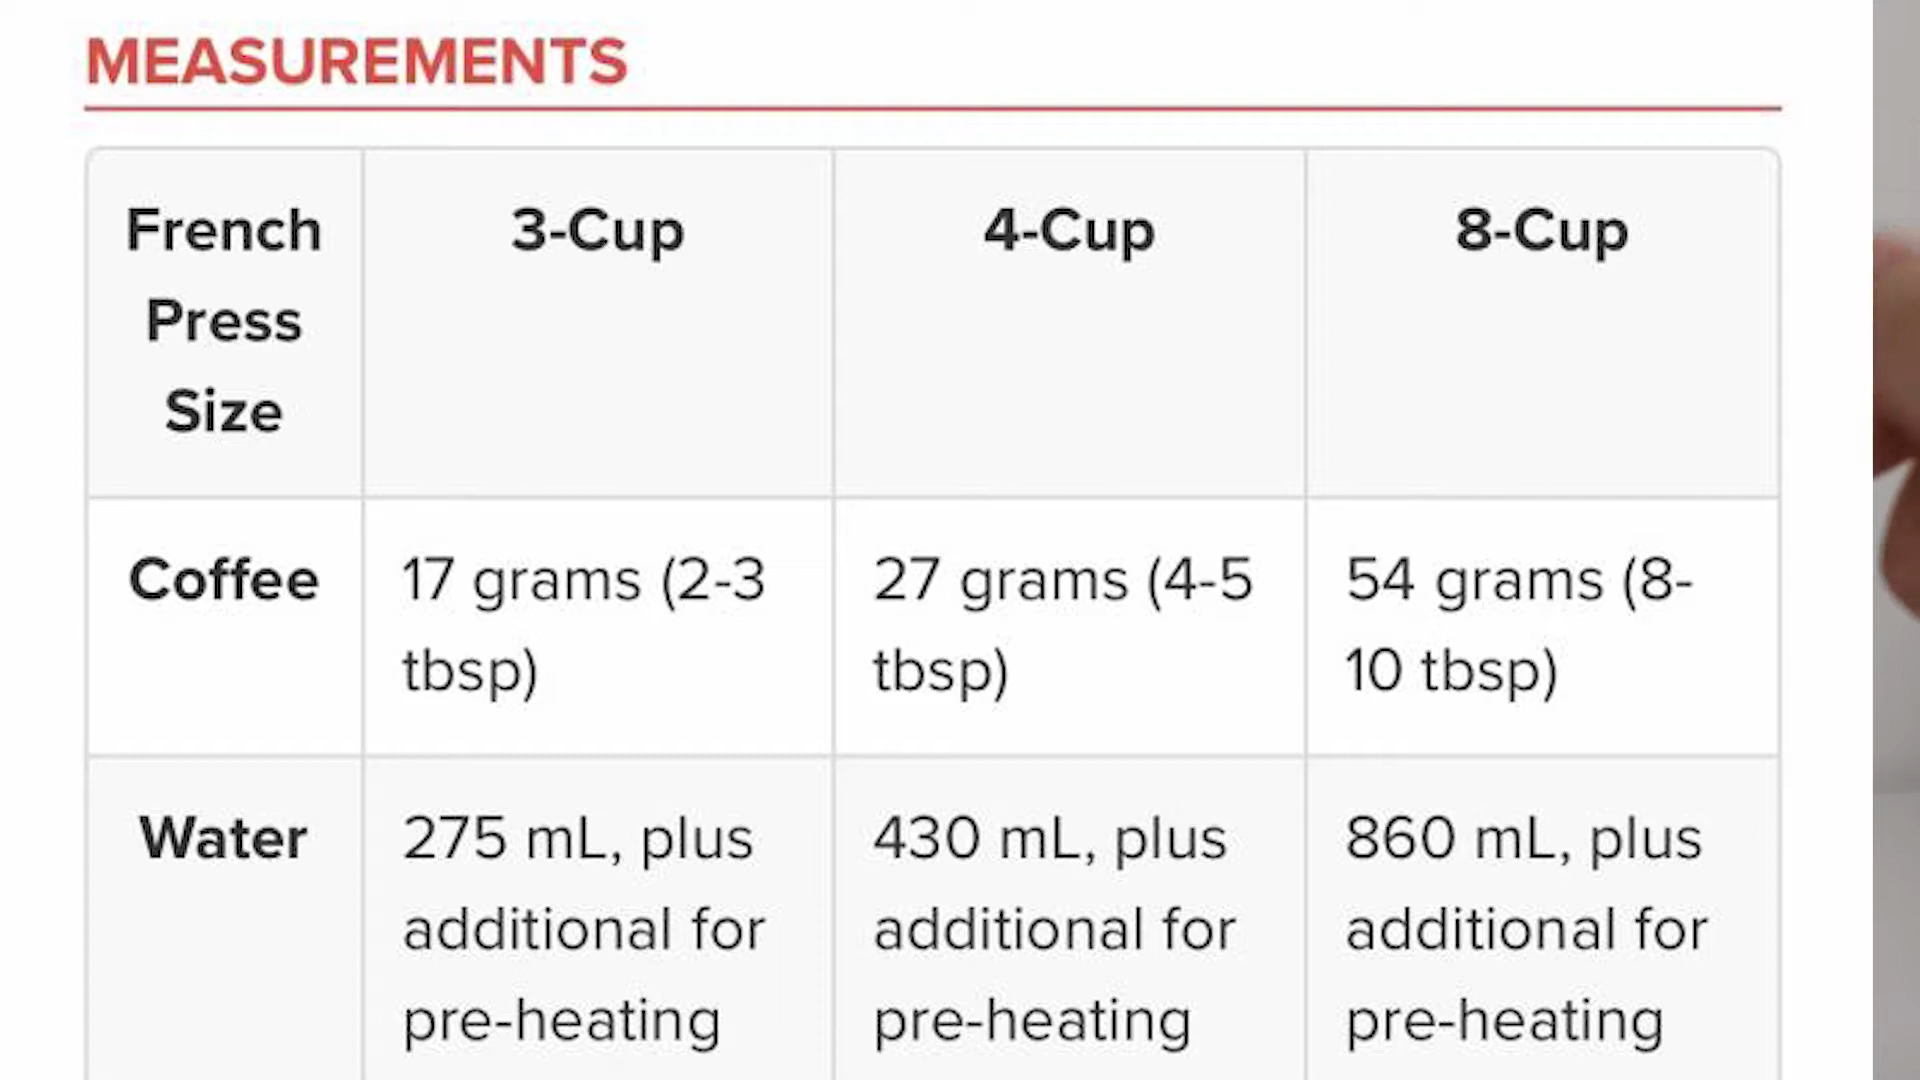 MEASUREMENTS
French Press Size 3-Cup 4-Cup 8-Cup
Coffee 17 grams (2-3 tbsp) 27 grams (4-5 tbsp) 54 grams (8-10 tbsp)
Water 275 mL, plus additional for pre-heating 430 mL, plus additional for pre-heating 860 mL, plus additional for pre-heating